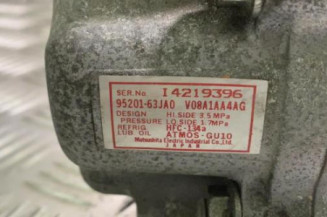 SER.No I4219396
95201-63JA0 V08A1AA4AG
DESIGN HI.SIDE 3.5MPa
PRESSURE LO.SIDE 1.7MPa
REFRIG HFC-134a
LUB OIL ATMOS-GU10
Matsushita Electric Industrial Co.,Ltd.
JAPAN